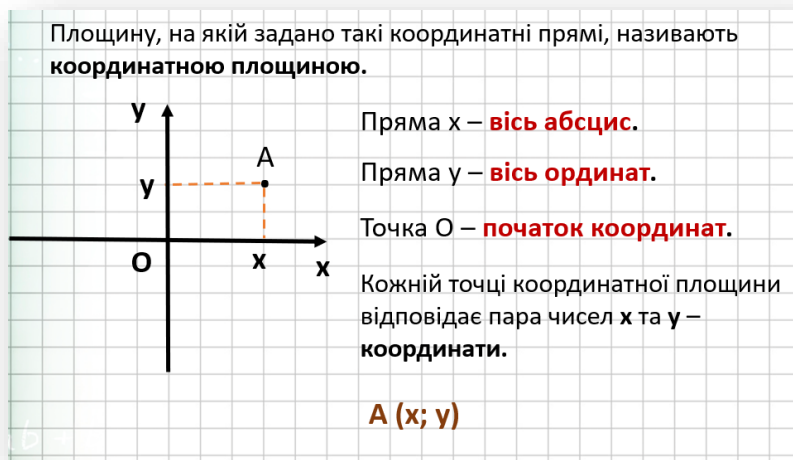 Площину, на якій задано такі координатні прямі, називають
координатною площиною.
y
A
y
O
x
x
Пряма x – вісь абсцис.
Пряма y – вісь ординат.
Точка O – початок координат.
Кожній точці координатної площини
відповідає пара чисел x та y –
координати.
A (x; y)